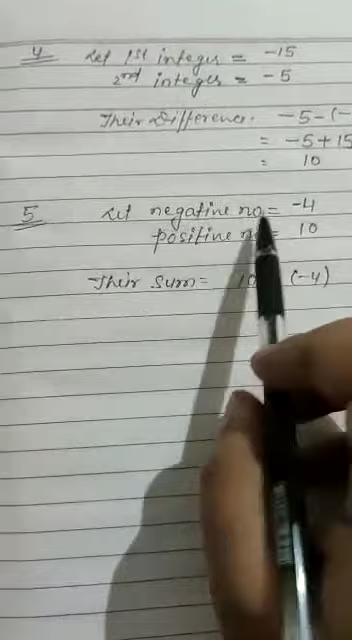 4 Let 1st integer = -15
2nd integer = -5
Their Difference. -5-(-
= -5+15
= 10
5 Let negative no. = -4
positive = 10
Their Sum = 10 (-4)